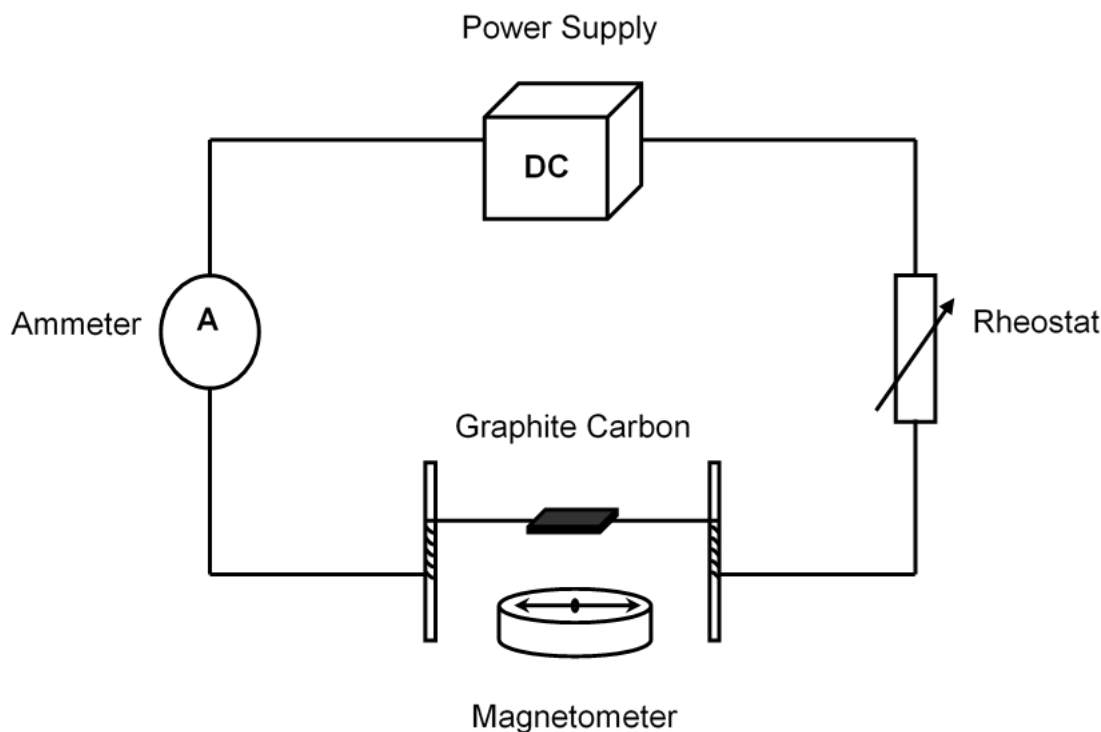 Power Supply
DC
Ammeter
A
Rheostat
Graphite Carbon
Magnetometer